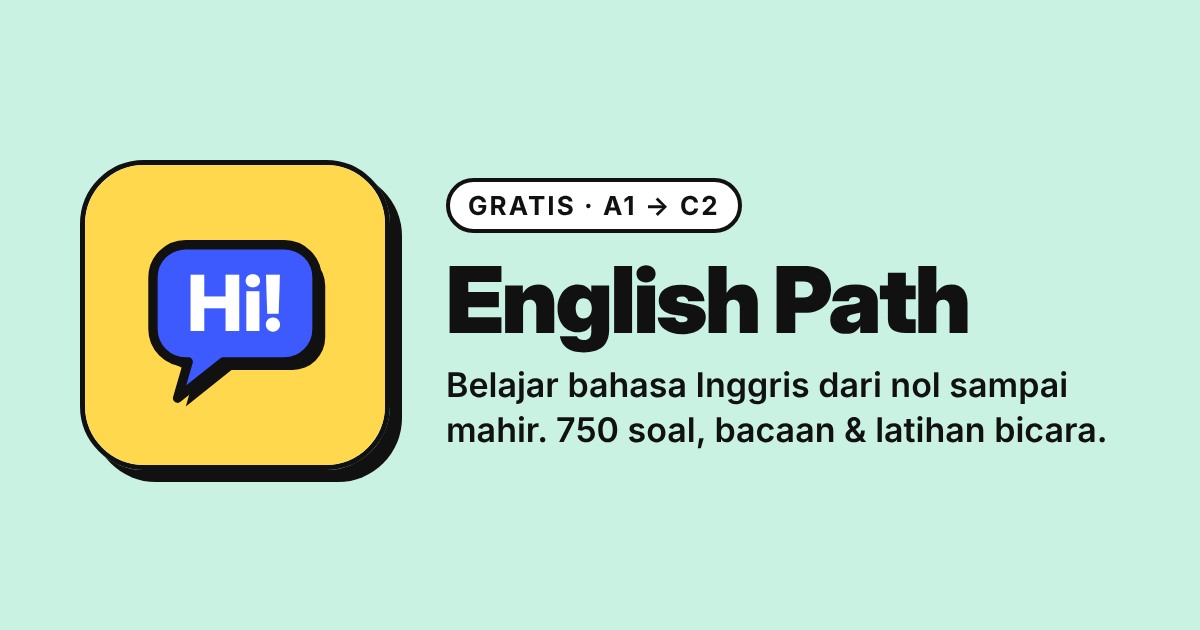 Hi!
GRATIS · A1 → C2
English Path
Belajar bahasa Inggris dari nol sampai
mahir. 750 soal, bacaan & latihan bicara.